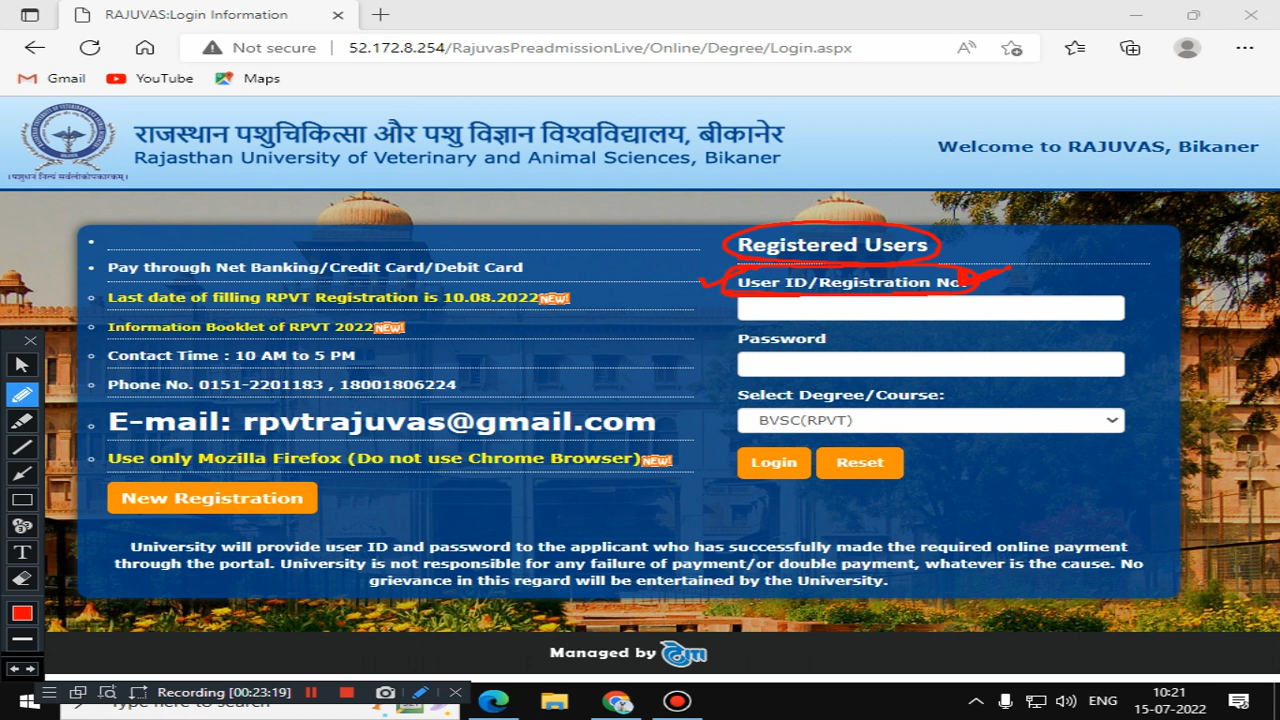 RAJUVAS:Login Information
Not secure
52.172.8.254/RajuvasPreadmissionLive/Online/Degree/Login.aspx
Gmail
YouTube
Maps
राजस्थान पशुचिकित्सा और पशु विज्ञान विश्वविद्यालय, बीकानेर
Rajasthan University of Veterinary and Animal Sciences, Bikaner
Welcome to RAJUVAS, Bikaner
।पशुधनं नित्यं सर्वलोकोपकारकम्।
Pay through Net Banking/Credit Card/Debit Card
Last date of filling RPVT Registration is 10.08.2022 NEW!
Information Booklet of RPVT 2022 NEW!
Contact Time : 10 AM to 5 PM
Phone No. 0151-2201183 , 18001806224
E-mail: rpvtrajuvas@gmail.com
Use only Mozilla Firefox (Do not use Chrome Browser) NEW!
New Registration
Registered Users
User ID/Registration No.
Password
Select Degree/Course:
BVSC(RPVT)
Login
Reset
University will provide user ID and password to the applicant who has successfully made the required online payment
through the portal. University is not responsible for any failure of payment/or double payment, whatever is the cause. No
grievance in this regard will be entertained by the University.
Managed by
T
Recording [00:23:19]
Type here to search
ENG
10:21
15-07-2022